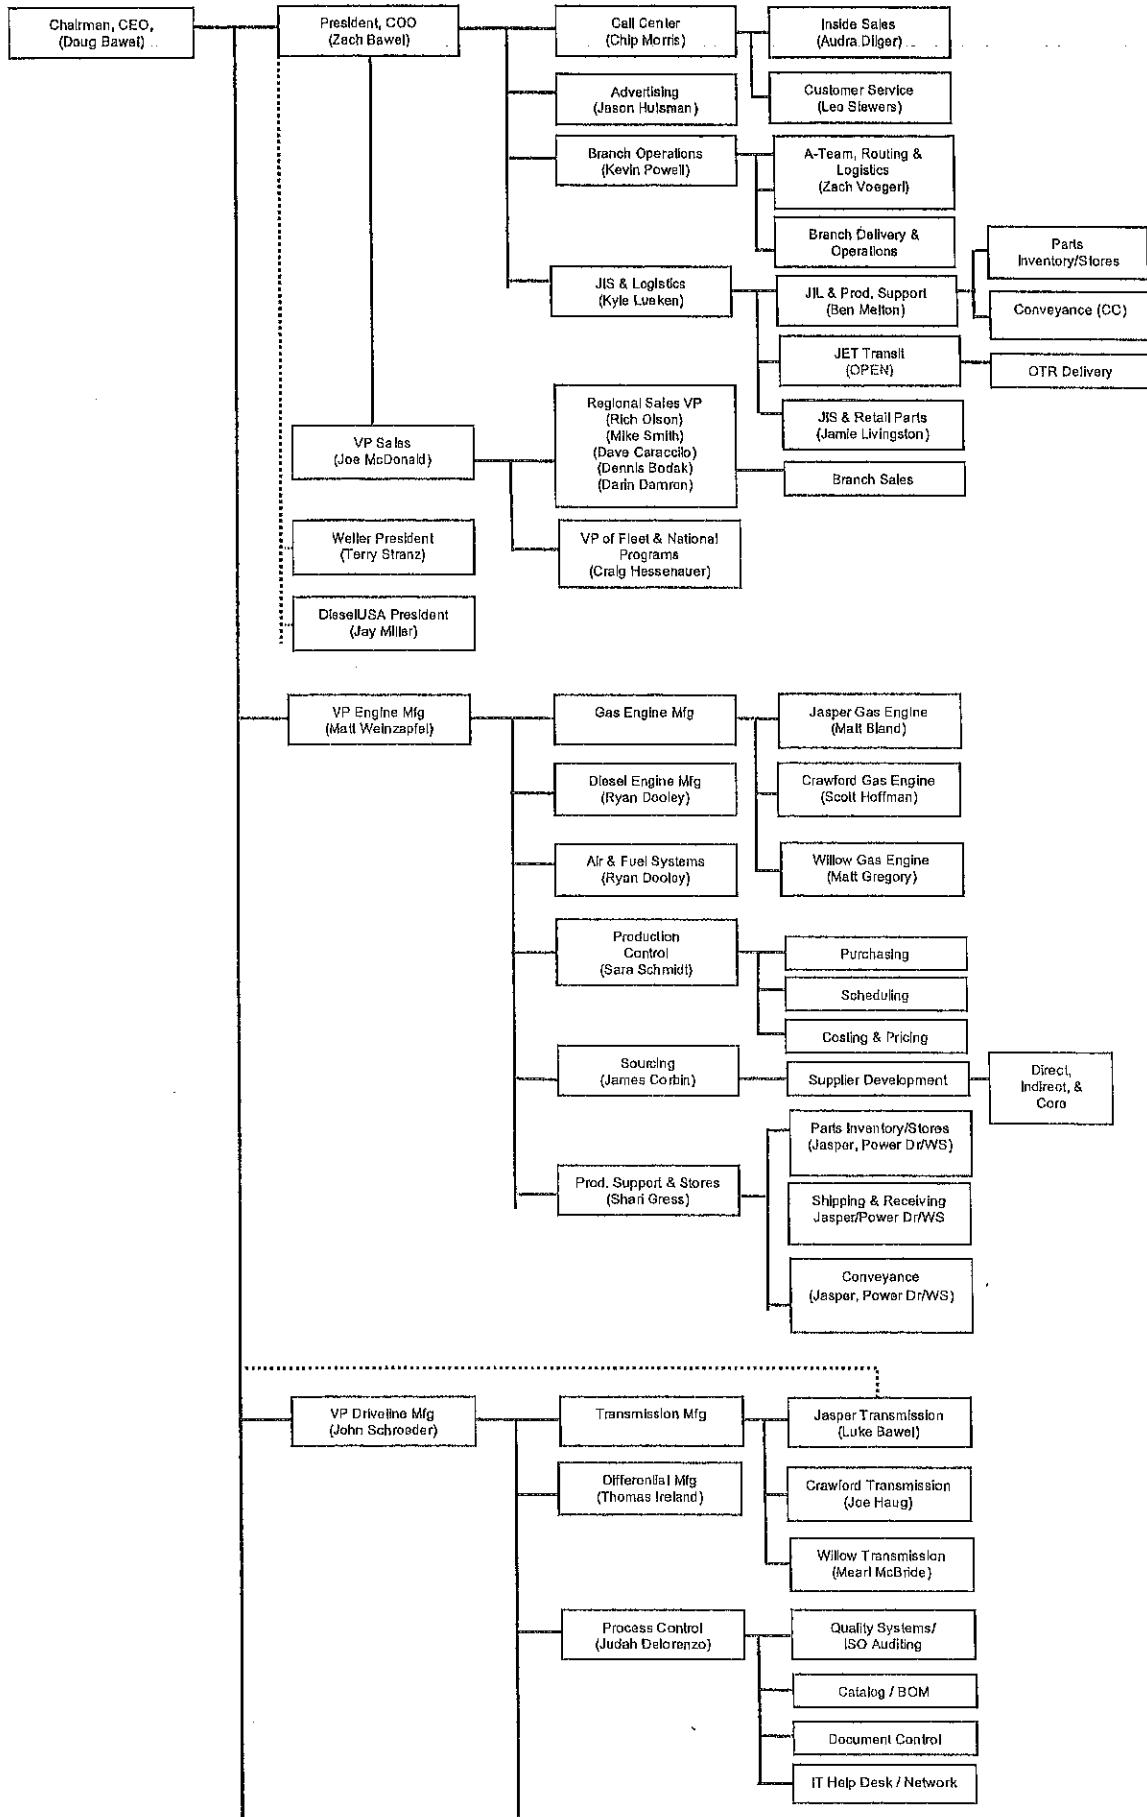 Chairman, CEO,
(Doug Bawel)
President, COO
(Zach Bawel)
Call Center
(Chip Morris)
Inside Sales
(Audra Dilger)
Customer Service
(Leo Siewers)
Advertising
(Jason Hulsman)
Branch Operations
(Kevin Powell)
A-Team, Routing &
Logistics
(Zach Voegerl)
Branch Delivery &
Operations
JIS & Logistics
(Kyle Lueken)
JIL & Prod. Support
(Ben Melton)
Parts
Inventory/Stores
Conveyance (CC)
JET Transit
(OPEN)
OTR Delivery
JIS & Retail Parts
(Jamie Livingston)
VP Sales
(Joe McDonald)
Regional Sales VP
(Rich Olson)
(Mike Smith)
(Dave Caraccilo)
(Dennis Bodak)
(Darin Damron)
Branch Sales
VP of Fleet & National
Programs
(Craig Hessenauer)
Weller President
(Terry Stranz)
DieselUSA President
(Jay Miller)
VP Engine Mfg
(Matt Weinzapfel)
Gas Engine Mfg
Jasper Gas Engine
(Matt Bland)
Crawford Gas Engine
(Scott Hoffman)
Willow Gas Engine
(Matt Gregory)
Diesel Engine Mfg
(Ryan Dooley)
Air & Fuel Systems
(Ryan Dooley)
Production
Control
(Sara Schmidt)
Purchasing
Scheduling
Costing & Pricing
Sourcing
(James Corbin)
Supplier Development
Direct,
Indirect, &
Core
Prod. Support & Stores
(Shari Gress)
Parts Inventory/Stores
(Jasper, Power Dr/WS)
Shipping & Receiving
Jasper/Power Dr/WS
Conveyance
(Jasper, Power Dr/WS)
VP Driveline Mfg
(John Schroeder)
Transmission Mfg
Jasper Transmission
(Luke Bawel)
Crawford Transmission
(Joe Haug)
Willow Transmission
(Mearl McBride)
Differential Mfg
(Thomas Ireland)
Process Control
(Judah Delorenzo)
Quality Systems/
ISO Auditing
Catalog / BOM
Document Control
IT Help Desk / Network